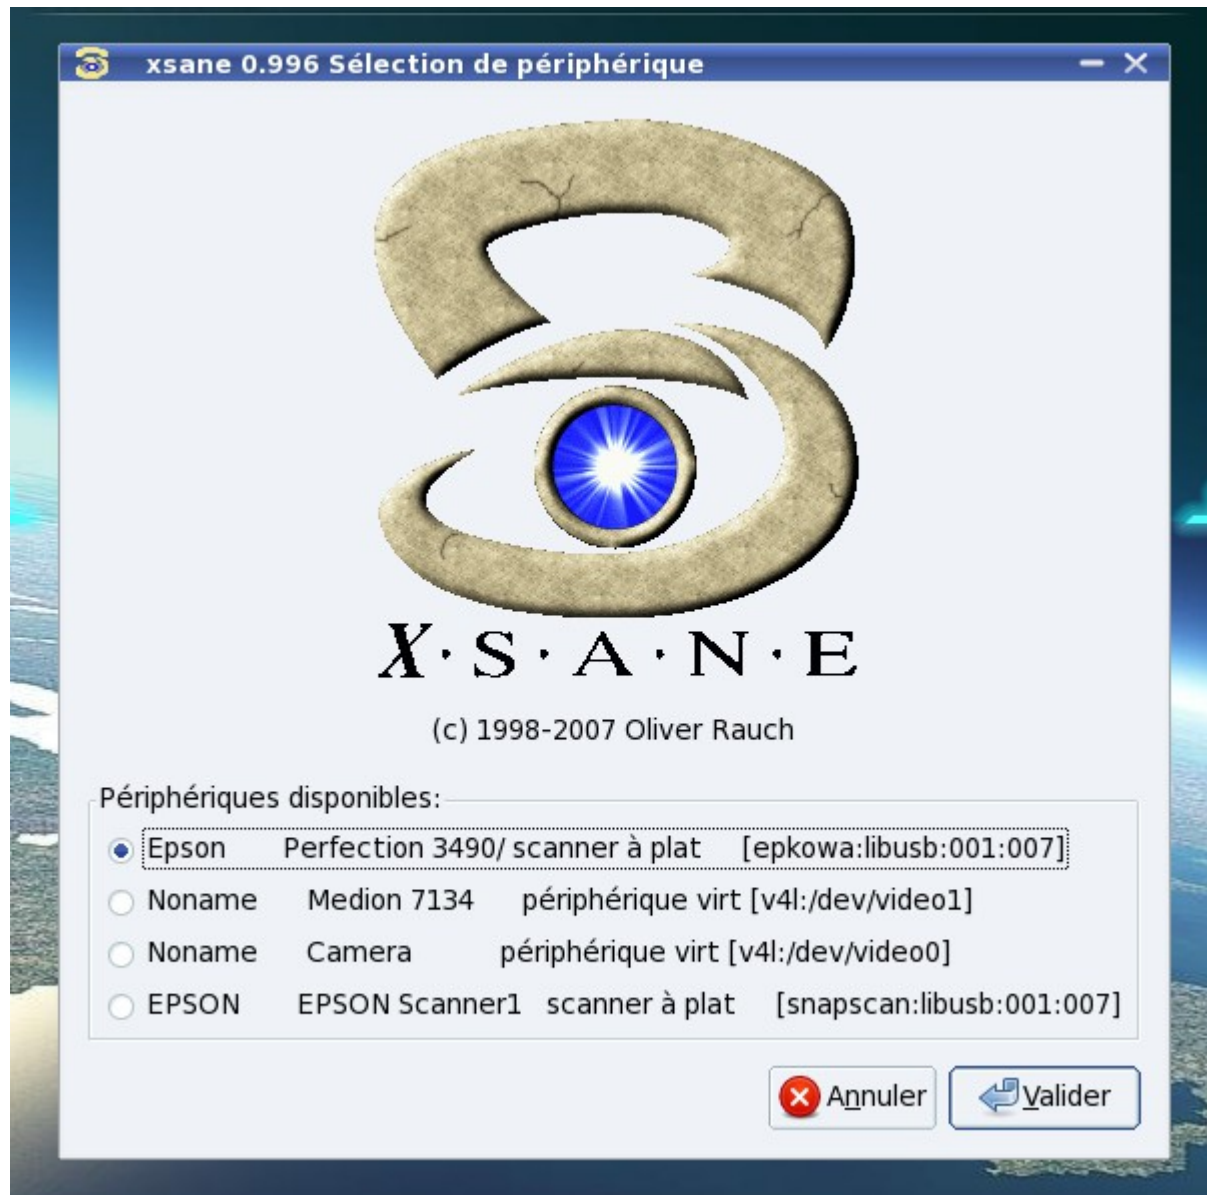 xsane 0.996 Sélection de périphérique
X·S·A·N·E
(c) 1998-2007 Oliver Rauch
Périphériques disponibles:
Epson Perfection 3490/ scanner à plat [epkowa:libusb:001:007]
Noname Medion 7134 périphérique virt [v4l:/dev/video1]
Noname Camera périphérique virt [v4l:/dev/video0]
EPSON EPSON Scanner1 scanner à plat [snapscan:libusb:001:007]
Annuler Valider